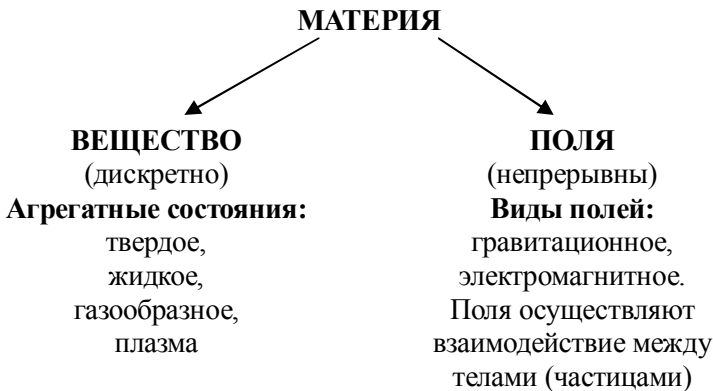 МАТЕРИЯ
ВЕЩЕСТВО
(дискретно)
Агрегатные состояния:
твердое,
жидкое,
газообразное,
плазма
ПОЛЯ
(непрерывны)
Виды полей:
гравитационное,
электромагнитное.
Поля осуществляют
взаимодействие между
телами (частицами)